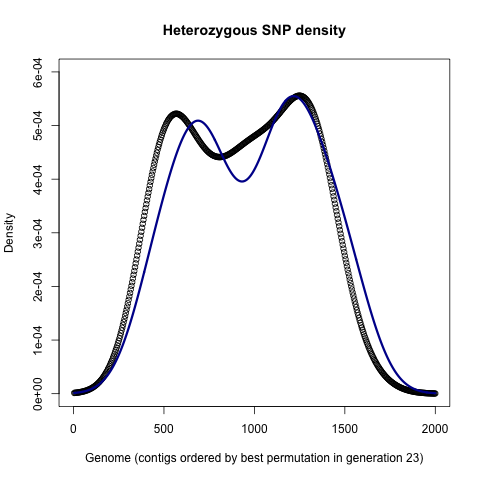 Heterozygous SNP density
6e-04
5e-04
4e-04
3e-04
2e-04
1e-04
0e+00
Density
0 500 1000 1500 2000
Genome (contigs ordered by best permutation in generation 23)